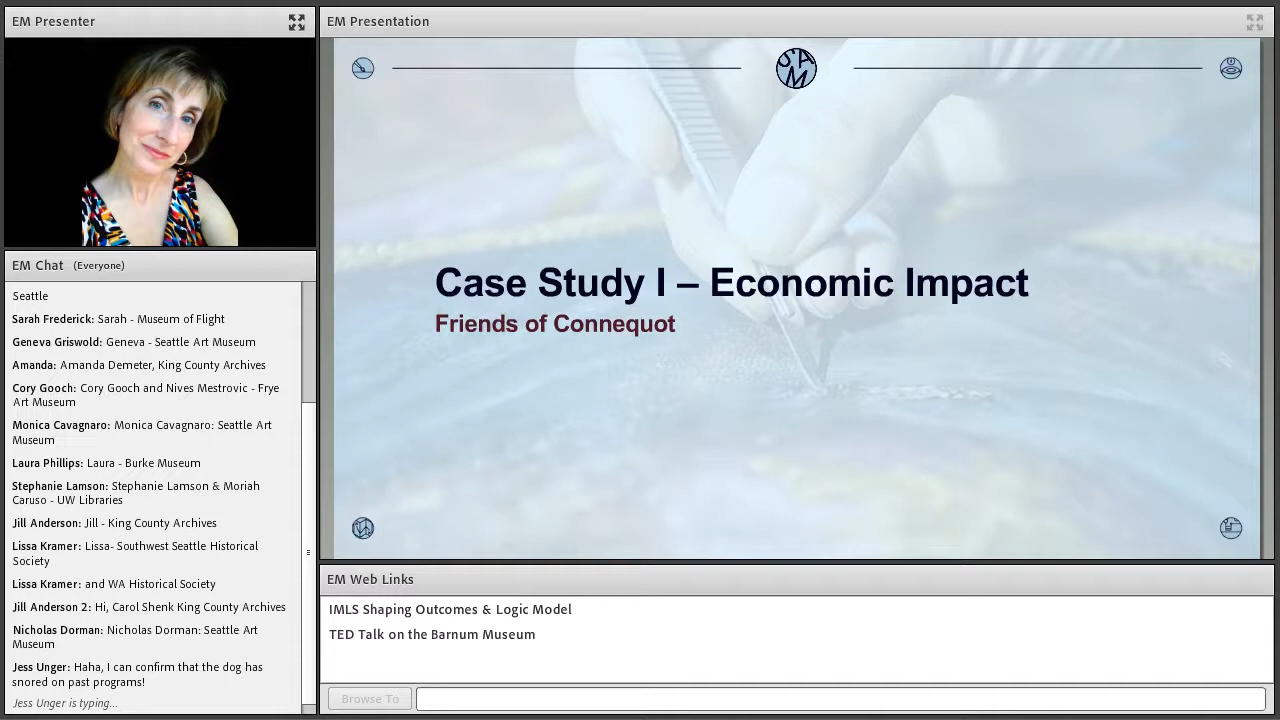 EM Presenter
EM Chat (Everyone)
Seattle
Sarah Frederick: Sarah - Museum of Flight
Geneva Griswold: Geneva - Seattle Art Museum
Amanda: Amanda Demeter, King County Archives
Cory Gooch: Cory Gooch and Nives Mestrovic - Frye
Art Museum
Monica Cavagnaro: Monica Cavagnaro: Seattle Art
Museum
Laura Phillips: Laura - Burke Museum
Stephanie Lamson: Stephanie Lamson & Moriah
Caruso - UW Libraries
Jill Anderson: Jill - King County Archives
Lissa Kramer: Lissa- Southwest Seattle Historical
Society
Lissa Kramer: and WA Historical Society
Jill Anderson 2: Hi, Carol Shenk King County Archives
Nicholas Dorman: Nicholas Dorman: Seattle Art
Museum
Jess Unger: Haha, I can confirm that the dog has
snored on past programs!
Jess Unger is typing..
EM Presentation
SAM
Case Study I – Economic Impact
Friends of Connequot
EM Web Links
IMLS Shaping Outcomes & Logic Model
TED Talk on the Barnum Museum
Browse To